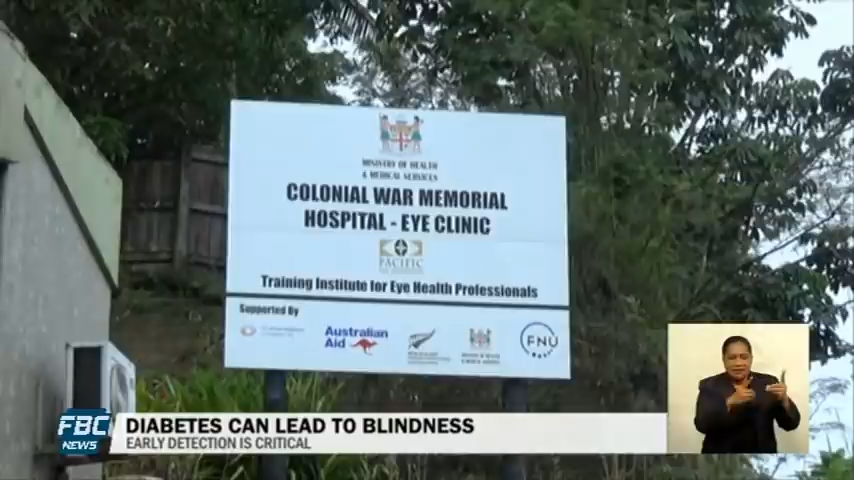 MINISTRY OF HEALTH
& MEDICAL SERVICES
COLONIAL WAR MEMORIAL
HOSPITAL - EYE CLINIC
PACIFIC
Training Institute for Eye Health Professionals
Supported By
Australian
Aid
FNU
FBC
NEWS
DIABETES CAN LEAD TO BLINDNESS
EARLY DETECTION IS CRITICAL